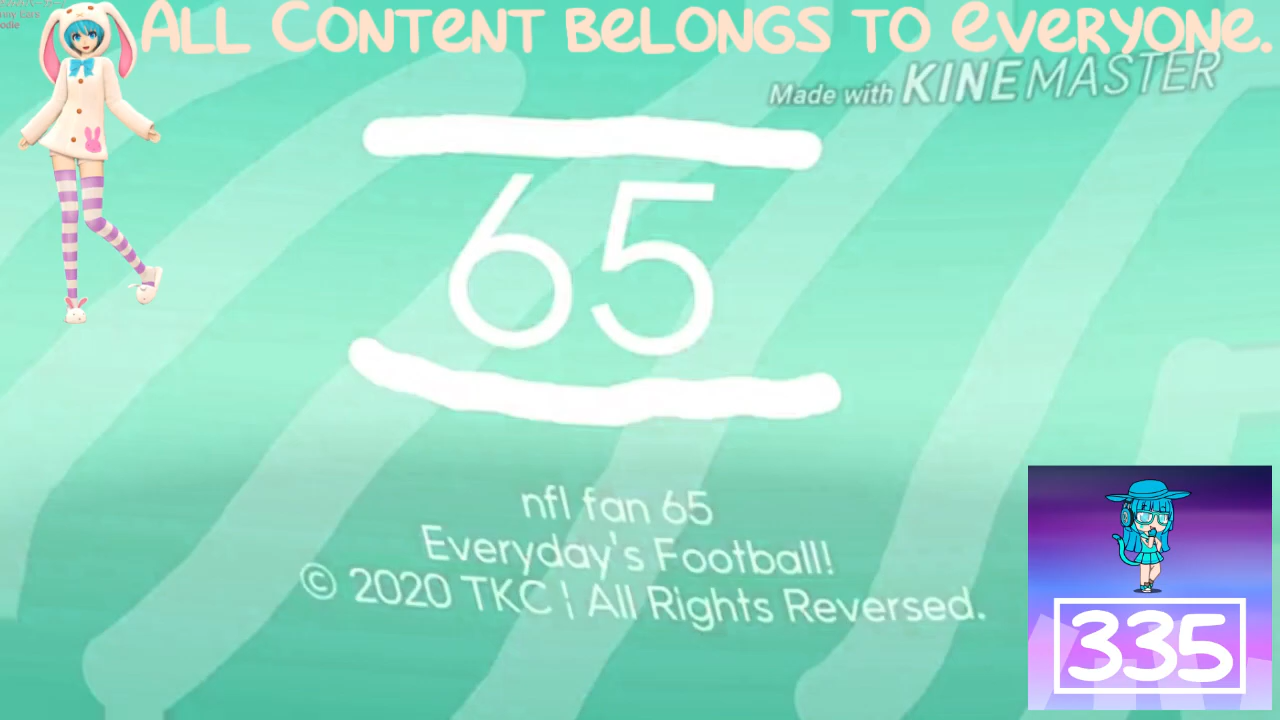 odie
ALL CONTENT BELONGS TO EVERYONE.
Made with KINEMASTER
65
nfl fan 65
Everyday's Football!
© 2020 TKC ¦ All Rights Reversed.
335